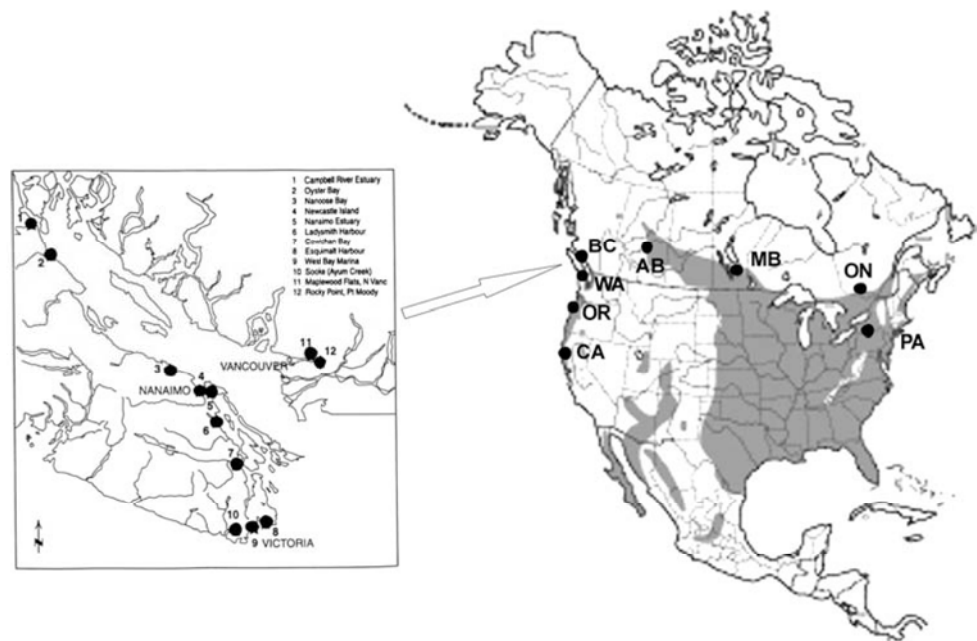 1 Campbell River Estuary
2 Oyster Bay
3 Nanoose Bay
4 Newcastle Island
5 Nanaimo Estuary
6 Ladysmith Harbour
7 Cowichan Bay
8 Esquimalt Harbour
9 West Bay Marina
10 Sooke (Ayum Creek)
11 Maplewood Flats, N Vanc
12 Rocky Point, Pt Moody
1
2
3
4
NANAIMO
5
6
7
8
9
10
VICTORIA
11
12
VANCOUVER
N
BC
WA
OR
CA
AB
MB
ON
PA